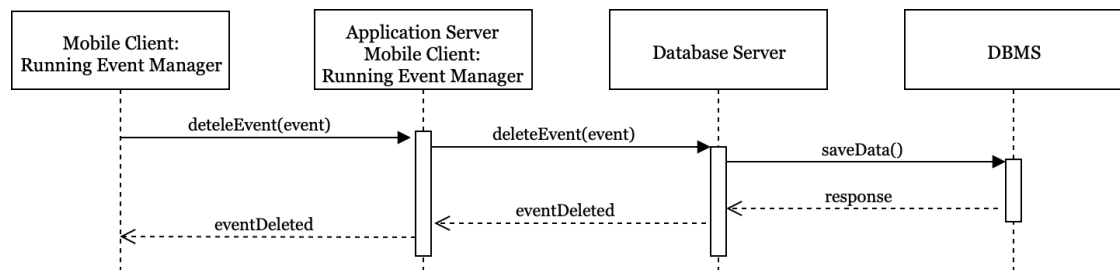 Mobile Client:
Running Event Manager
Application Server
Mobile Client:
Running Event Manager
Database Server
DBMS
deteleEvent(event)
deleteEvent(event)
saveData()
response
eventDeleted
eventDeleted